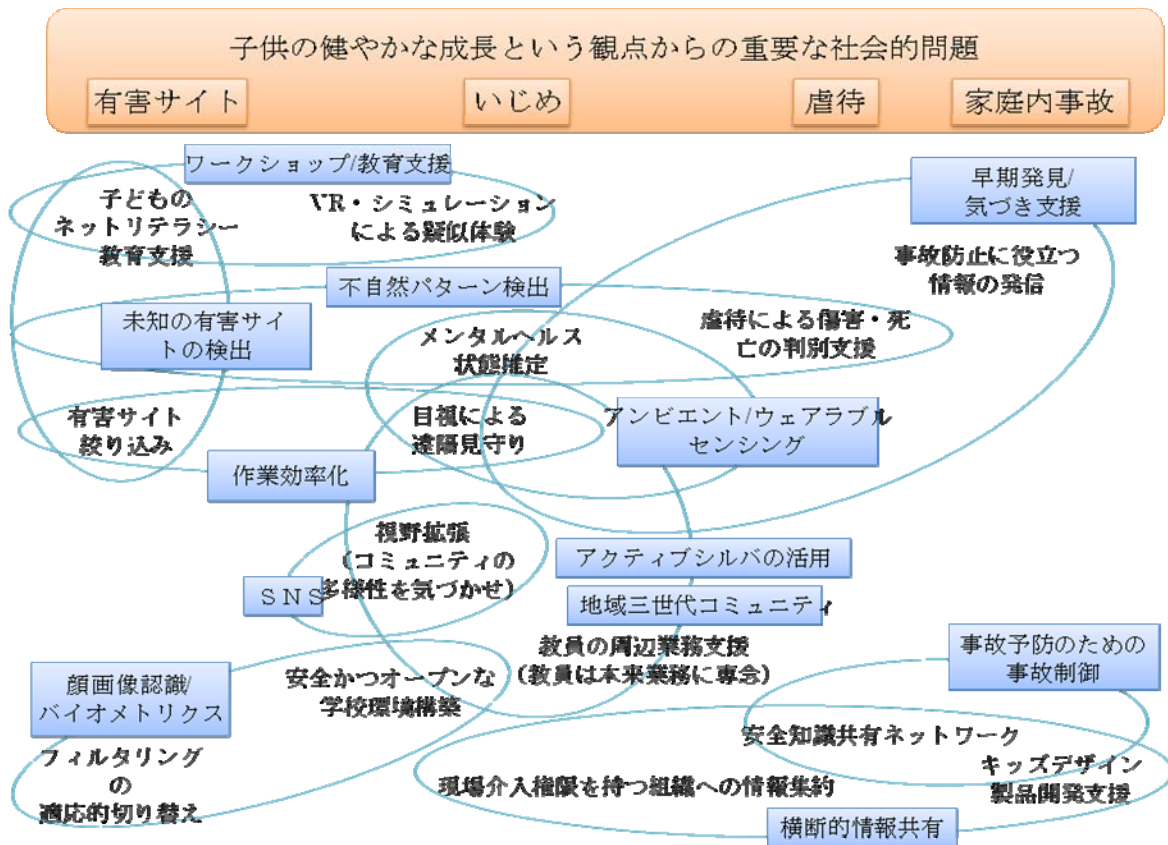 子供の健やかな成長という観点からの重要な社会的問題
有害サイト
いじめ
虐待
家庭内事故
ワークショップ/教育支援
子どもの
ネットリテラシー
教育支援
VR・シミュレーション
による疑似体験
早期発見/
気づき支援
事故防止に役立つ
情報の発信
不自然パターン検出
未知の有害サイ
トの検出
メンタルヘルス
状態推定
虐待による傷害・死
亡の判別支援
有害サイト
絞り込み
目視による
遠隔見守り
アンビエント/ウェアラブル
センシング
作業効率化
視野拡張
(コミュニティの
多様性を気づかせ)
ＳＮＳ
アクティブシルバの活用
地域三世代コミュニティ
教員の周辺業務支援
(教員は本来業務に専念)
事故予防のための
事故制御
顔画像認識/
バイオメトリクス
安全かつオープンな
学校環境構築
フィルタリング
の
適応的切り替え
安全知識共有ネットワーク
キッズデザイン
製品開発支援
現場介入権限を持つ組織への情報集約
横断的情報共有